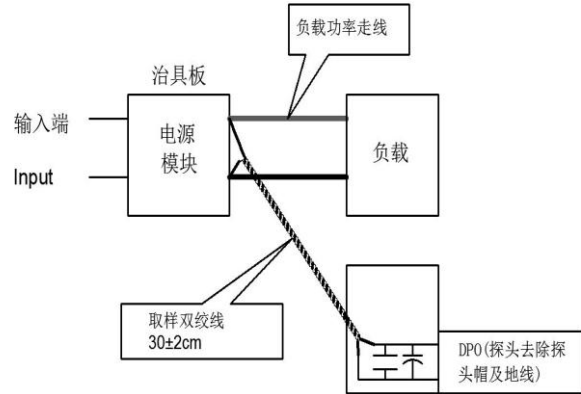 负载功率走线
治具板
输入端
电源
模块
负载
Input
取样双绞线
30±2cm
DPO(探头去除探
头帽及地线)